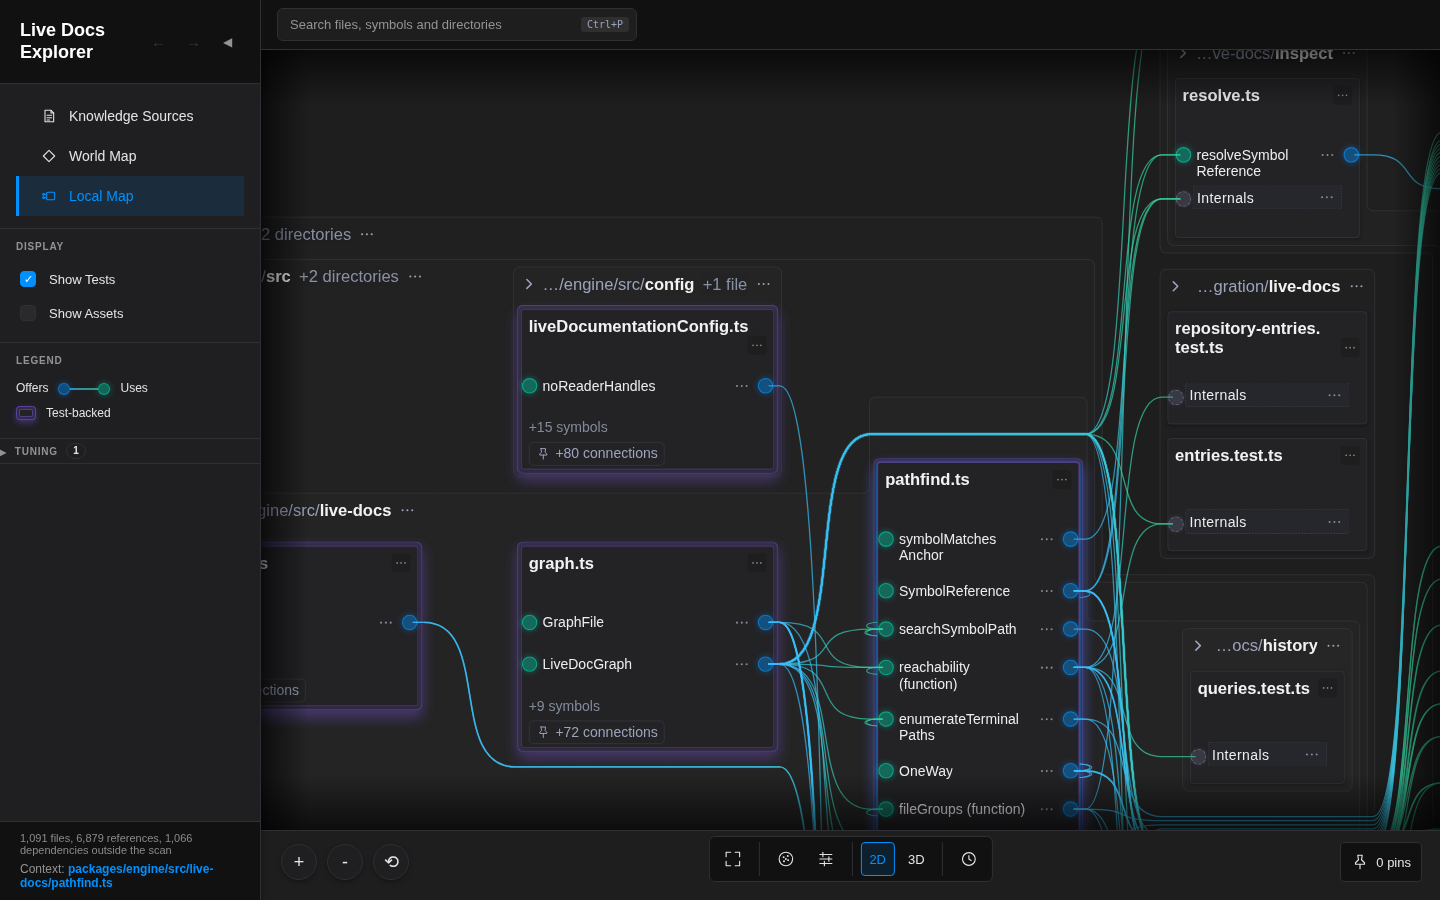 Live Docs
Explorer
← → ◀
Knowledge Sources
World Map
Local Map
DISPLAY
✓ Show Tests
Show Assets
LEGEND
Offers Uses
Test-backed
▶ TUNING 1
1,091 files, 6,879 references, 1,066
dependencies outside the scan
Context: packages/engine/src/live-
docs/pathfind.ts
Search files, symbols and directories Ctrl+P
2 directories ···
/src +2 directories ···
…/engine/src/config +1 file ···
liveDocumentationConfig.ts
···
noReaderHandles ···
+15 symbols
+80 connections
gine/src/live-docs ···
s ···
···
ctions
graph.ts ···
GraphFile ···
LiveDocGraph ···
+9 symbols
+72 connections
pathfind.ts ···
symbolMatches
Anchor ···
SymbolReference ···
searchSymbolPath ···
reachability
(function) ···
enumerateTerminal
Paths ···
OneWay ···
fileGroups (function) ···
…ve-docs/inspect ···
resolve.ts ···
resolveSymbol
Reference ···
Internals ···
…gration/live-docs ···
repository-entries.
test.ts ···
Internals ···
entries.test.ts ···
Internals ···
…ocs/history ···
queries.test.ts ···
Internals ···
+ - ⟲
2D 3D
0 pins